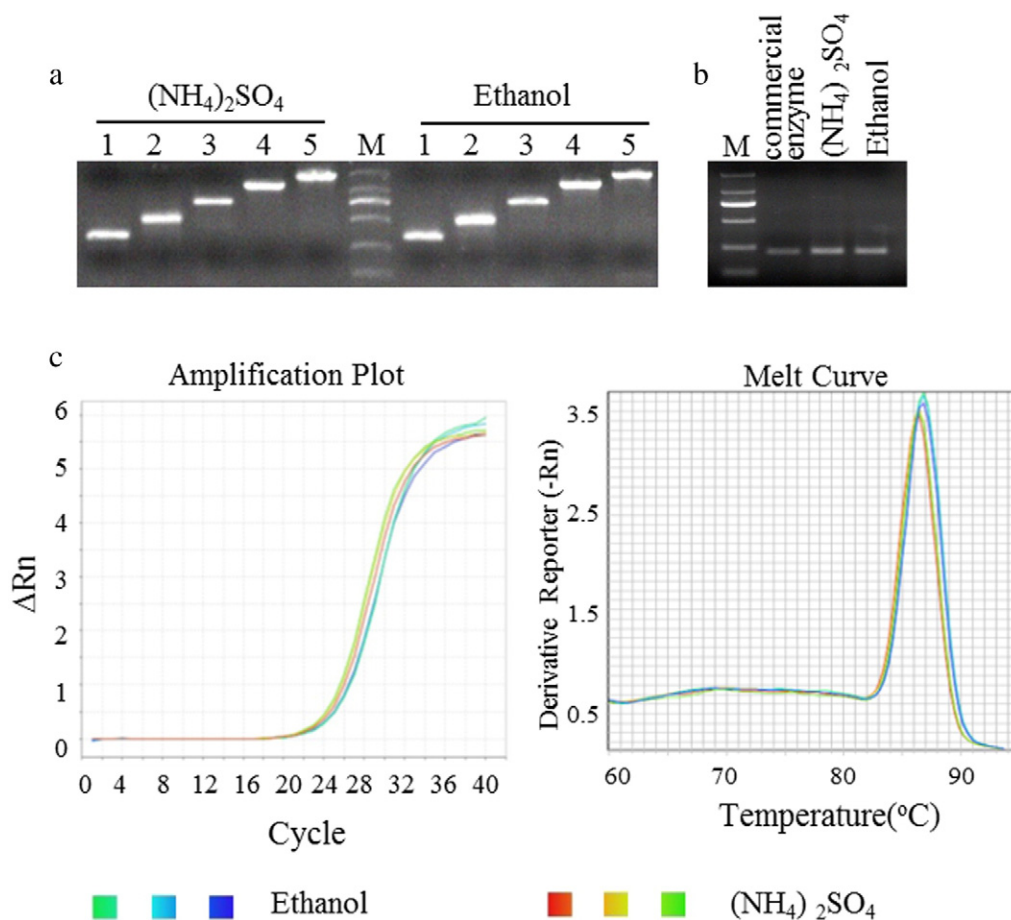 a
(NH4)2SO4
Ethanol
1 2 3 4 5 M 1 2 3 4 5
b
M
commercial
enzyme
(NH4) 2SO4
Ethanol
c
Amplification Plot
ΔRn
6
5
4
3
2
1
0
0 4 8 12 16 20 24 28 32 36 40
Cycle
Melt Curve
Derivative Reporter (-Rn)
3.5
2.5
1.5
0.5
60 70 80 90
Temperature(°C)
Ethanol
(NH4) 2SO4